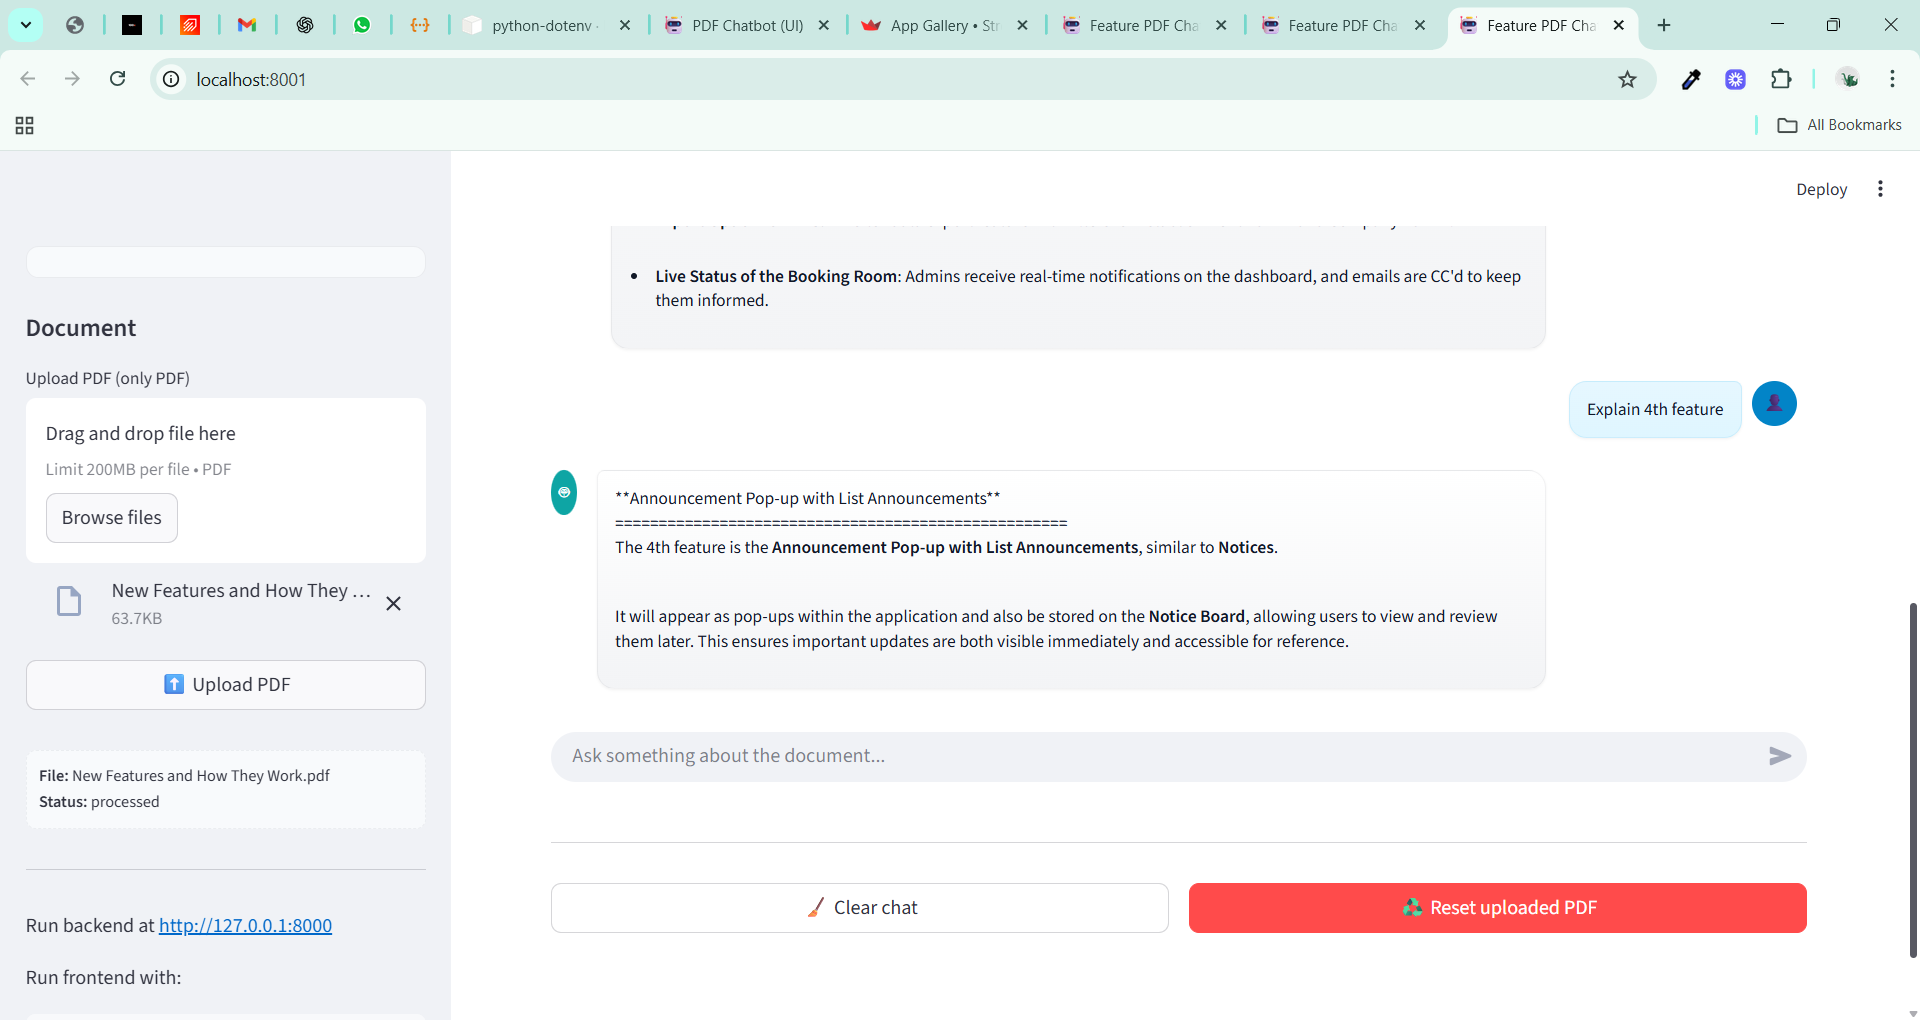 python-dotenv -
PDF Chatbot (UI)
App Gallery • Str
Feature PDF Cha
Feature PDF Cha
Feature PDF Cha
localhost:8001
All Bookmarks
Document
Upload PDF (only PDF)
Drag and drop file here
Limit 200MB per file • PDF
Browse files
New Features and How They ...
63.7KB
Upload PDF
File: New Features and How They Work.pdf
Status: processed
Run backend at http://127.0.0.1:8000
Run frontend with:
Deploy
• Live Status of the Booking Room: Admins receive real-time notifications on the dashboard, and emails are CC'd to keep
them informed.
Explain 4th feature
**Announcement Pop-up with List Announcements**
====================================================
The 4th feature is the Announcement Pop-up with List Announcements, similar to Notices.
It will appear as pop-ups within the application and also be stored on the Notice Board, allowing users to view and review
them later. This ensures important updates are both visible immediately and accessible for reference.
Ask something about the document...
Clear chat
Reset uploaded PDF